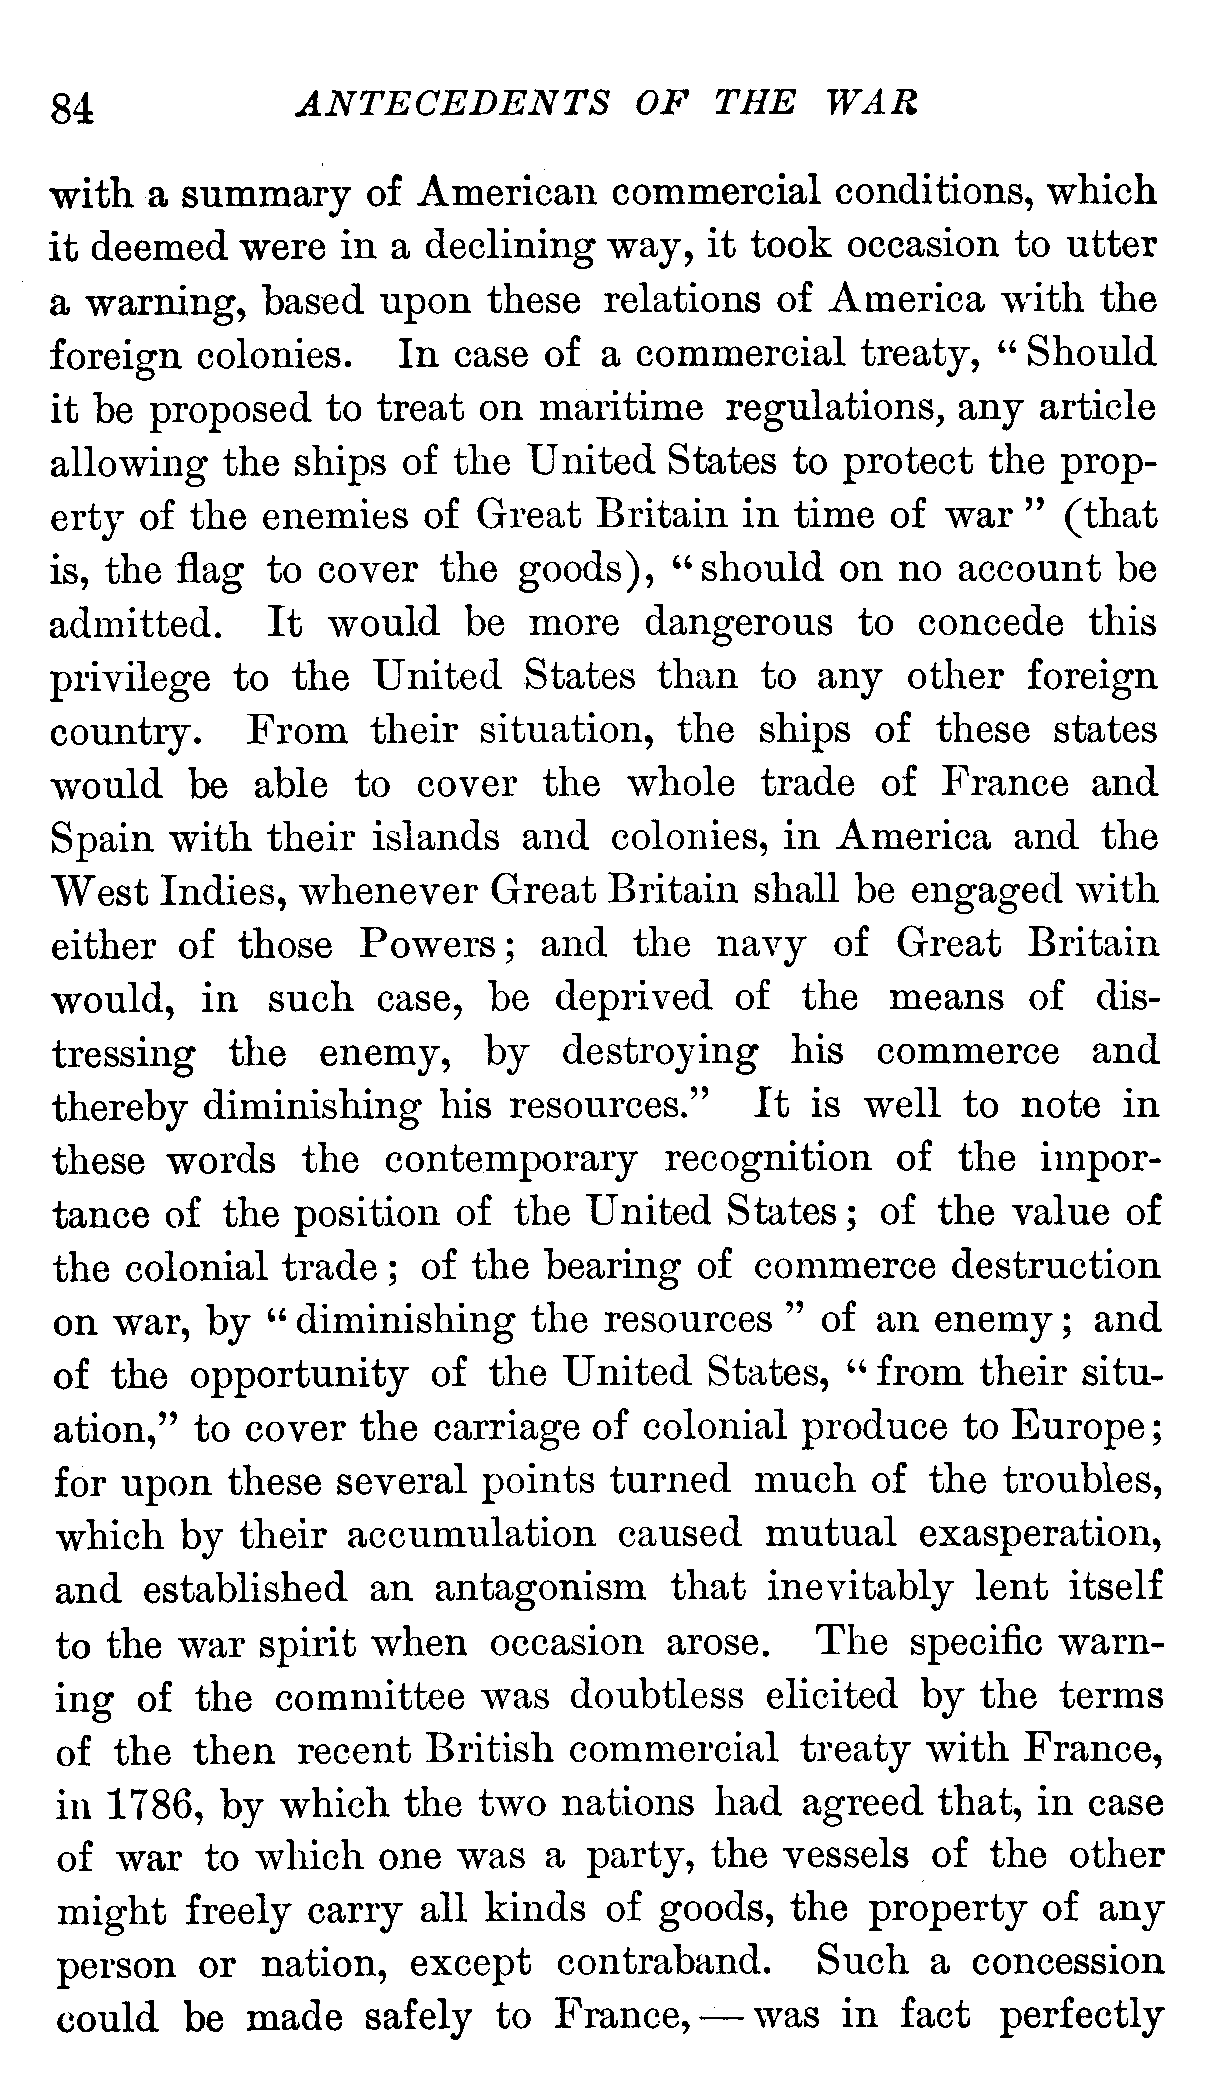 84 ANTECEDENTS OF THE WAR
with a summary of American commercial conditions, which
it deemed were in a declining way, it took occasion to utter
a warning, based upon these relations of America with the
foreign colonies. In case of a commercial treaty, “Should
it be proposed to treat on maritime regulations, any article
allowing the ships of the United States to protect the prop-
erty of the enemies of Great Britain in time of war” (that
is, the flag to cover the goods), “should on no account be
admitted. It would be more dangerous to concede this
privilege to the United States than to any other foreign
country. From their situation, the ships of these states
would be able to cover the whole trade of France and
Spain with their islands and colonies, in America and the
West Indies, whenever Great Britain shall be engaged with
either of those Powers; and the navy of Great Britain
would, in such case, be deprived of the means of dis-
tressing the enemy, by destroying his commerce and
thereby diminishing his resources.” It is well to note in
these words the contemporary recognition of the impor-
tance of the position of the United States; of the value of
the colonial trade; of the bearing of commerce destruction
on war, by “diminishing the resources” of an enemy; and
of the opportunity of the United States, “from their situ-
ation,” to cover the carriage of colonial produce to Europe;
for upon these several points turned much of the troubles,
which by their accumulation caused mutual exasperation,
and established an antagonism that inevitably lent itself
to the war spirit when occasion arose. The specific warn-
ing of the committee was doubtless elicited by the terms
of the then recent British commercial treaty with France,
in 1786, by which the two nations had agreed that, in case
of war to which one was a party, the vessels of the other
might freely carry all kinds of goods, the property of any
person or nation, except contraband. Such a concession
could be made safely to France,—was in fact perfectly